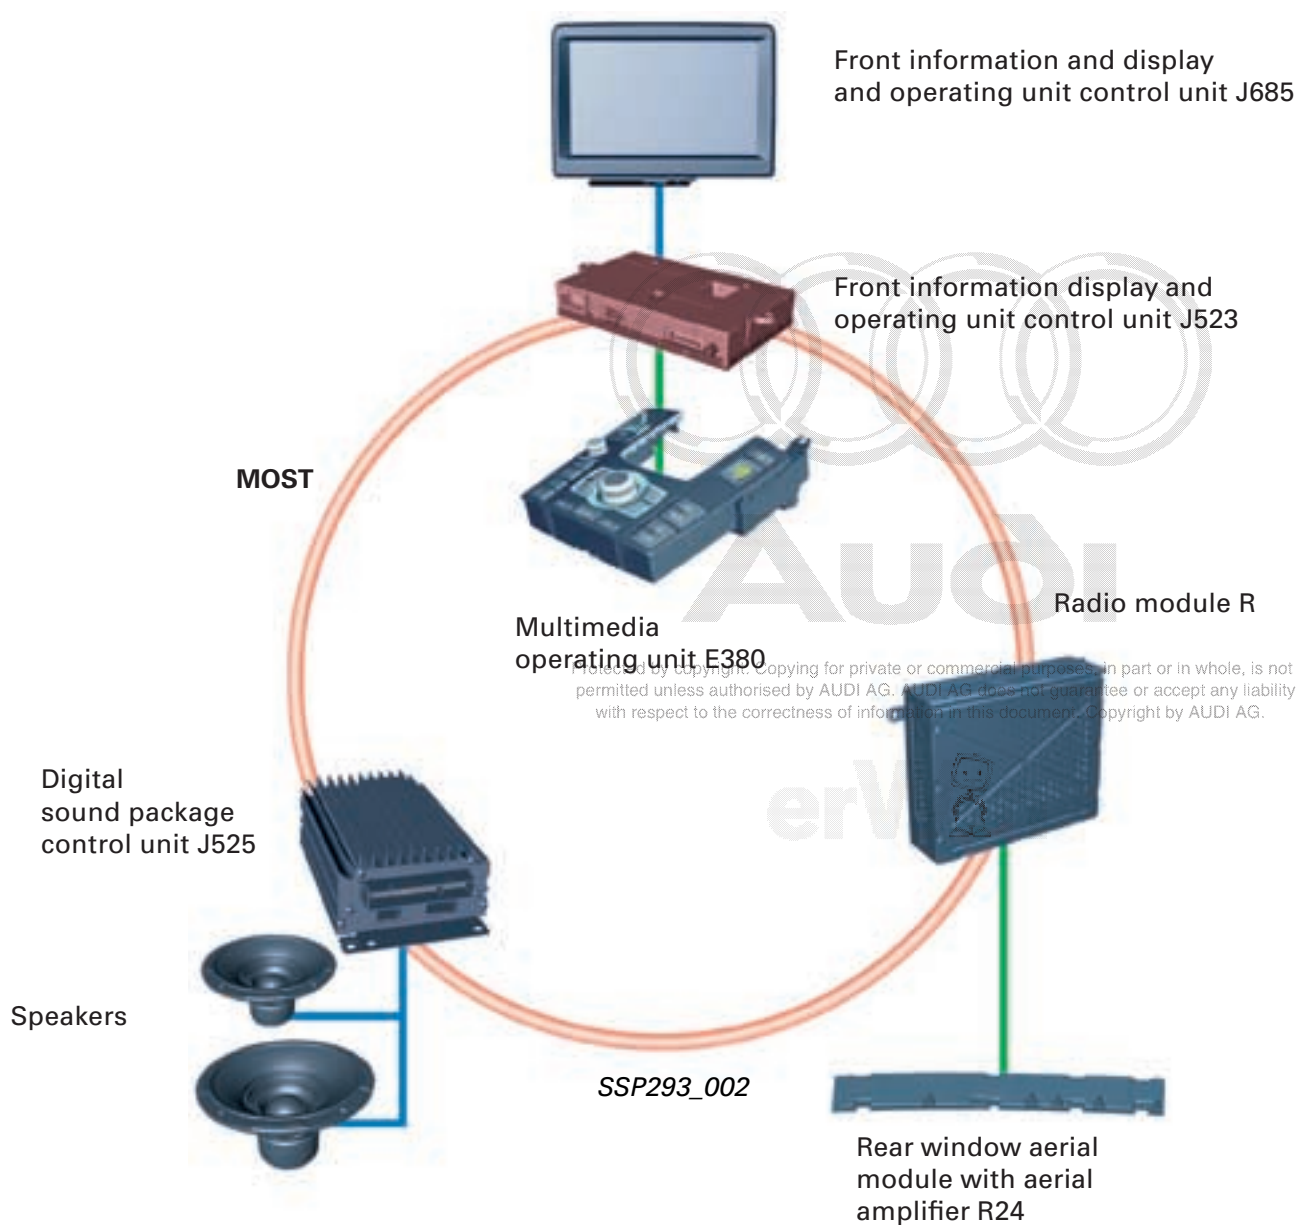 Front information and display
and operating unit control unit J685
Front information display and
operating unit control unit J523
MOST
Audi
Radio module R
Multimedia
operating unit E380
Protected by copyright. Copying for private or commercial purposes, in part or in whole, is not
permitted unless authorised by AUDI AG. AUDI AG does not guarantee or accept any liability
with respect to the correctness of information in this document. Copyright by AUDI AG.
Digital
sound package
control unit J525
erW
Speakers
SSP293_002
Rear window aerial
module with aerial
amplifier R24